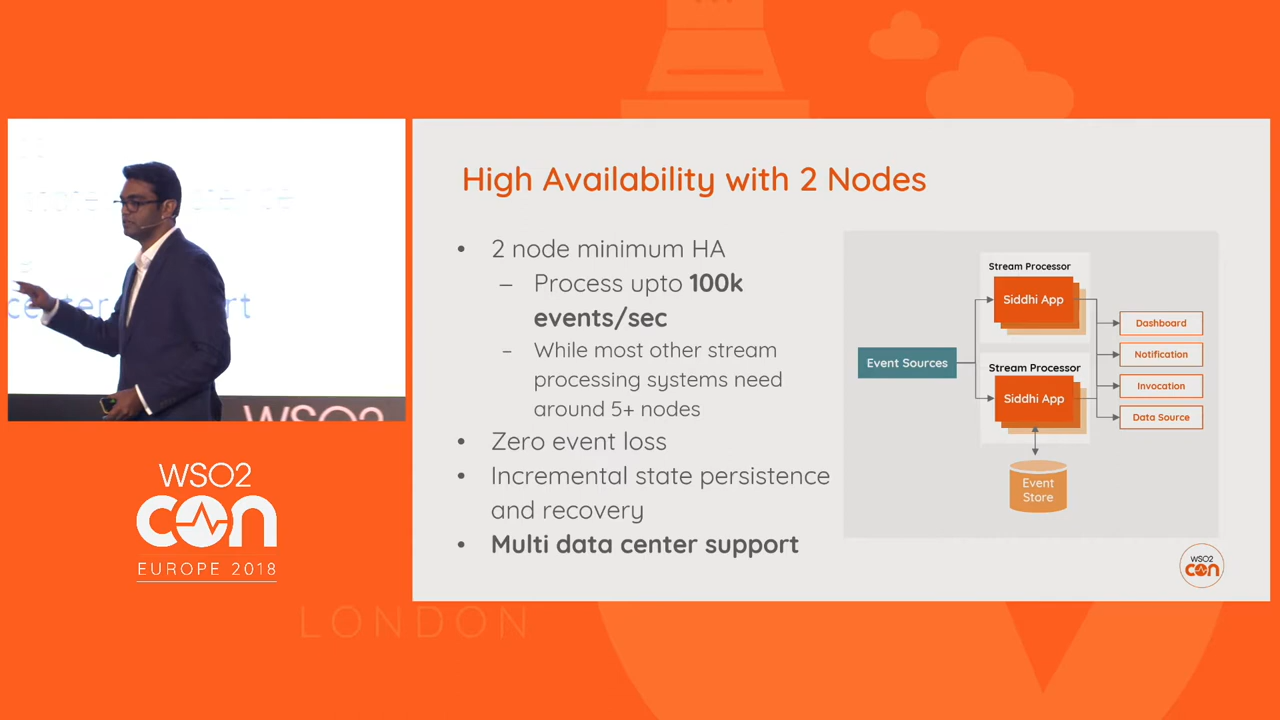 High Availability with 2 Nodes
• 2 node minimum HA
– Process upto 100k
events/sec
– While most other stream
processing systems need
around 5+ nodes
• Zero event loss
• Incremental state persistence
and recovery
• Multi data center support
Stream Processor
Siddhi App
Stream Processor
Siddhi App
Event Sources
Dashboard
Notification
Invocation
Data Source
Event
Store
WSO2
con
WSO2
WSO2
con
EUROPE 2018
LONDON